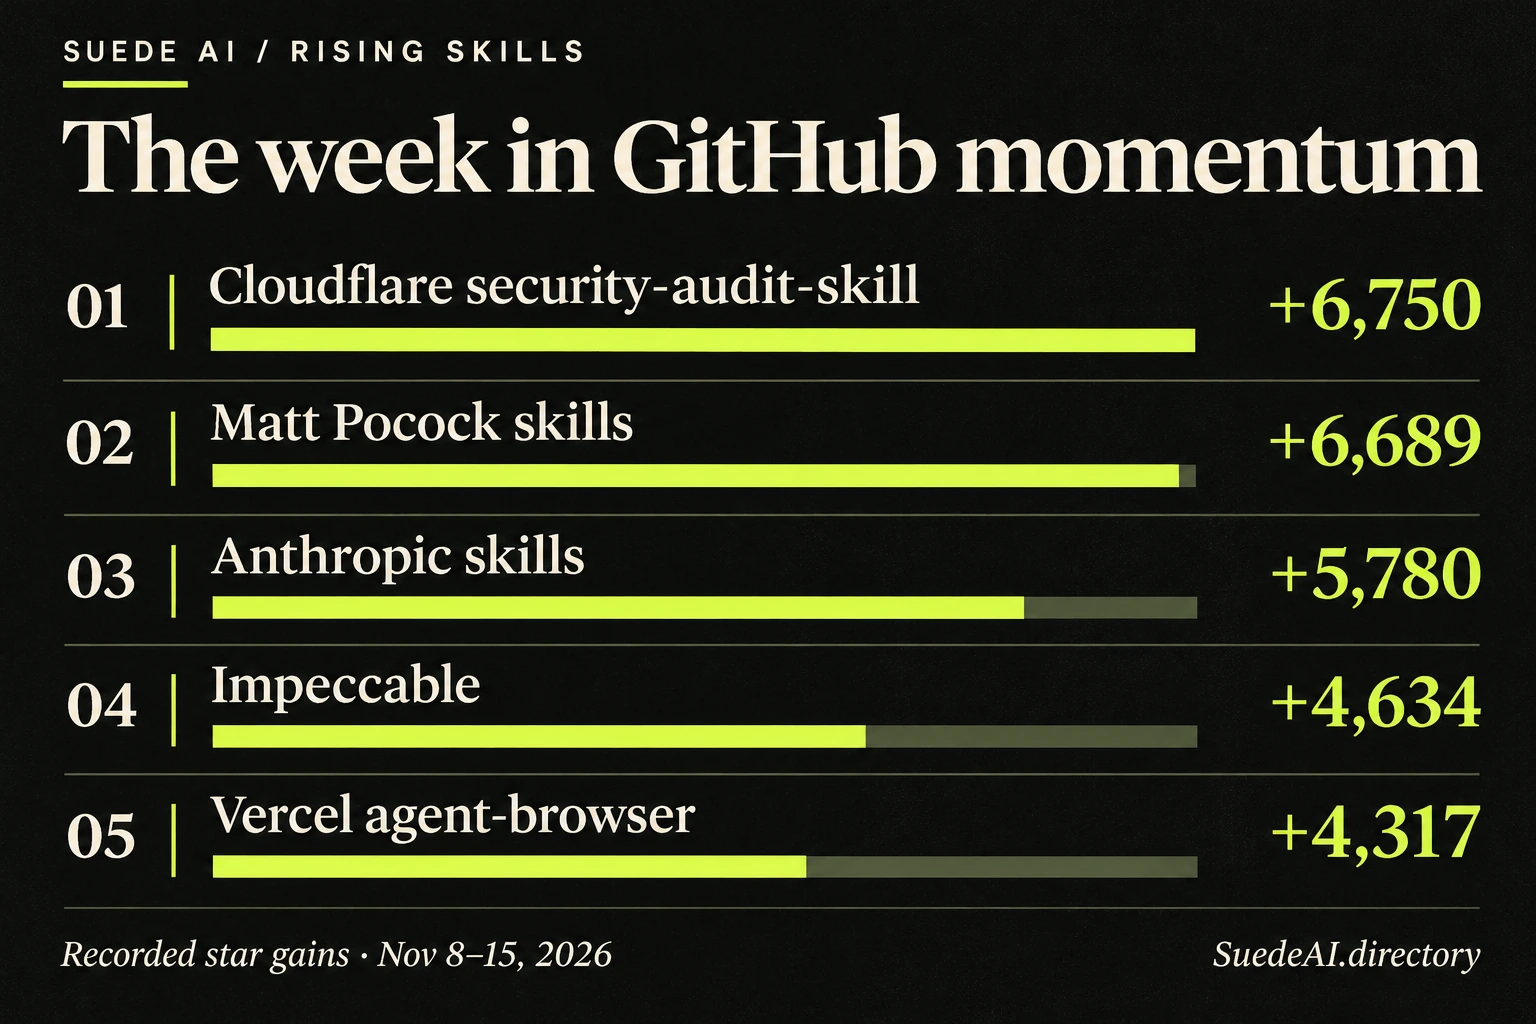 SUEDE AI / RISING SKILLS
The week in GitHub momentum
01
Cloudflare security-audit-skill
+6,750
02
Matt Pocock skills
+6,689
03
Anthropic skills
+5,780
04
Impeccable
+4,634
05
Vercel agent-browser
+4,317
Recorded star gains · Nov 8–15, 2026
SuedeAI.directory